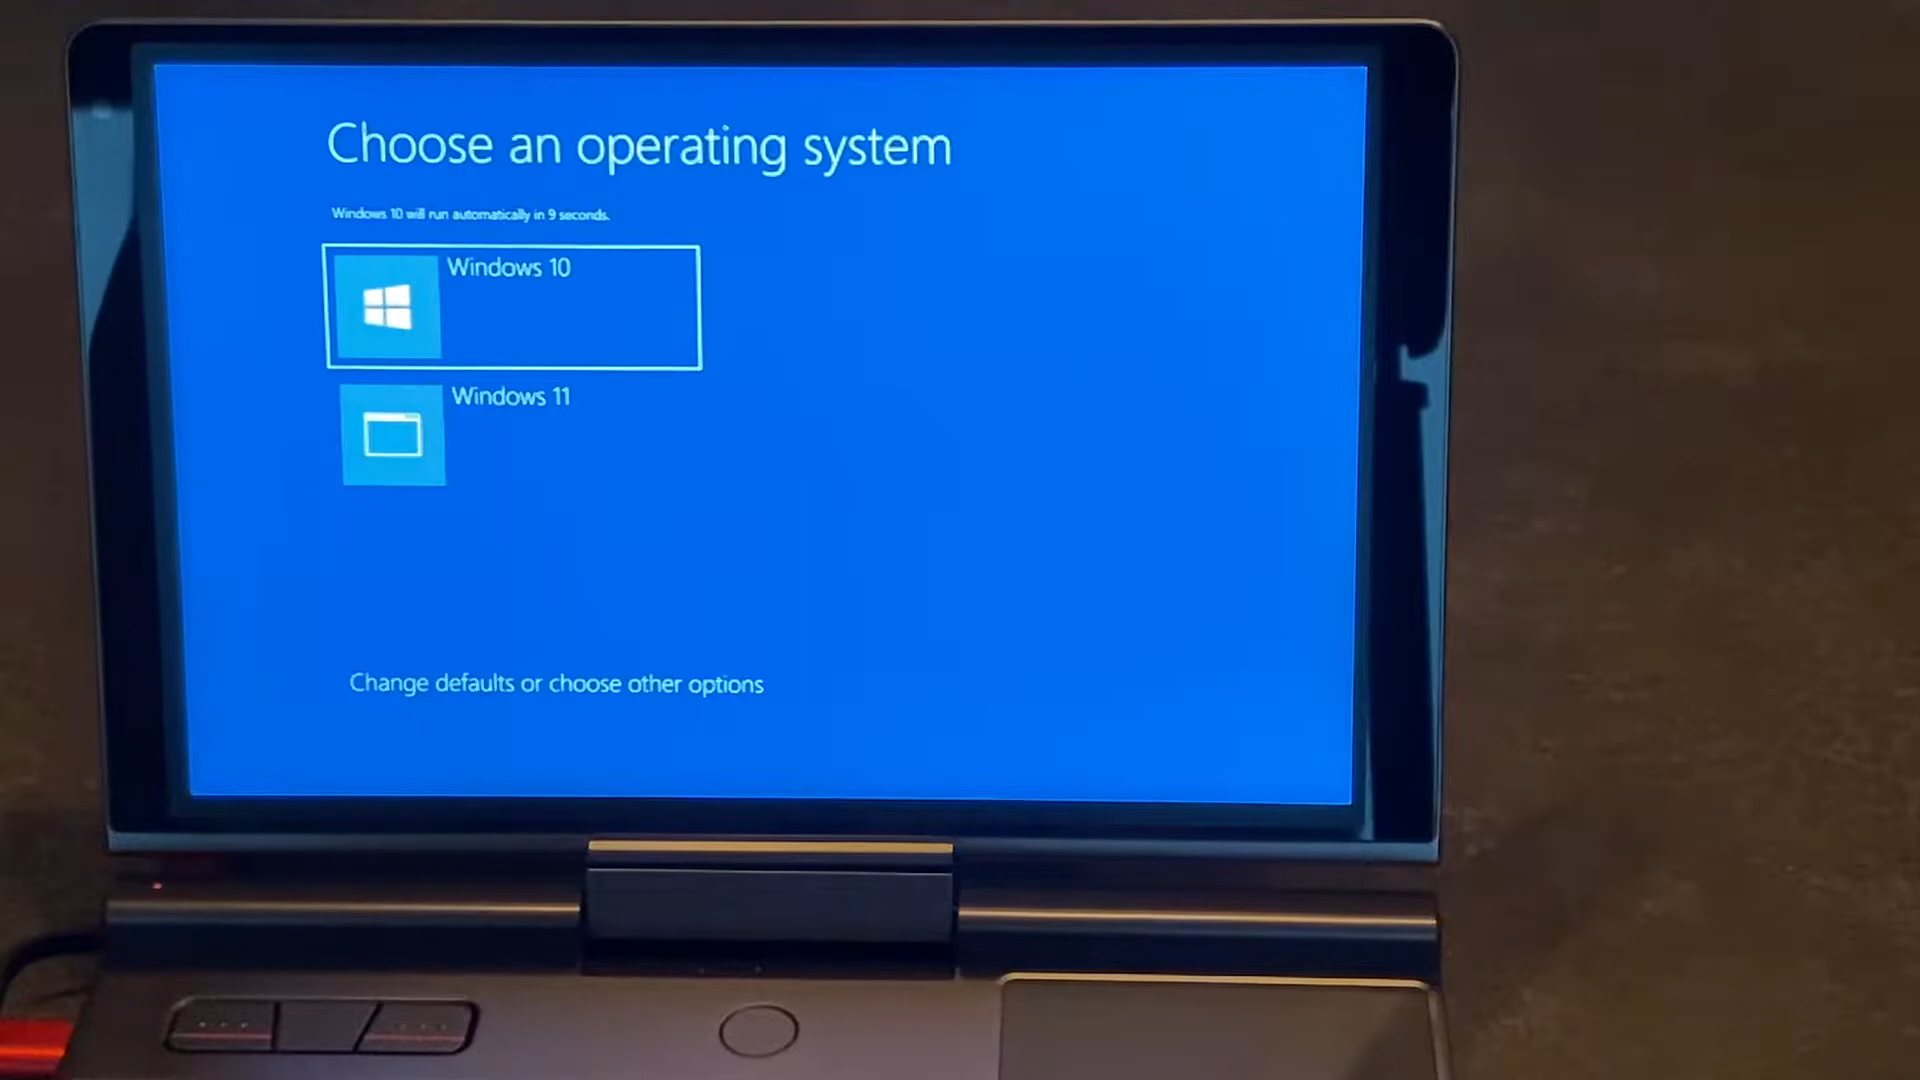 Choose an operating system
Windows 10 will run automatically in 9 seconds.
Windows 10
Windows 11
Change defaults or choose other options